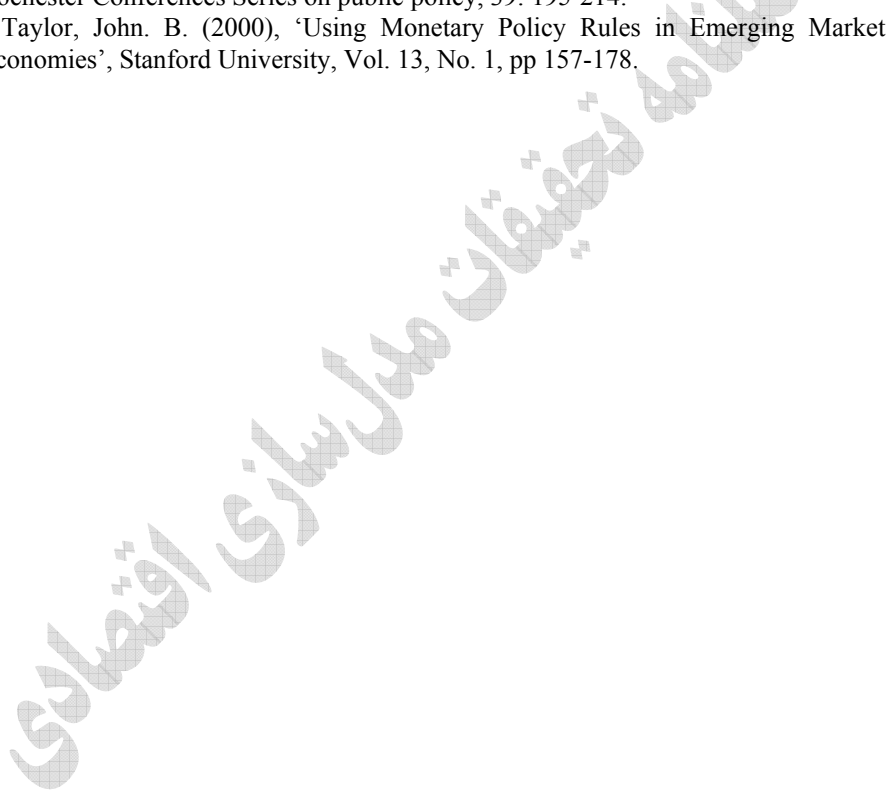 ochester Conferences Series on public policy, 39: 195-214.
Taylor, John. B. (2000), ‘Using Monetary Policy Rules in Emerging Market
conomies’, Stanford University, Vol. 13, No. 1, pp 157-178.
تحقیقات مدل‌سازی اقتصادی